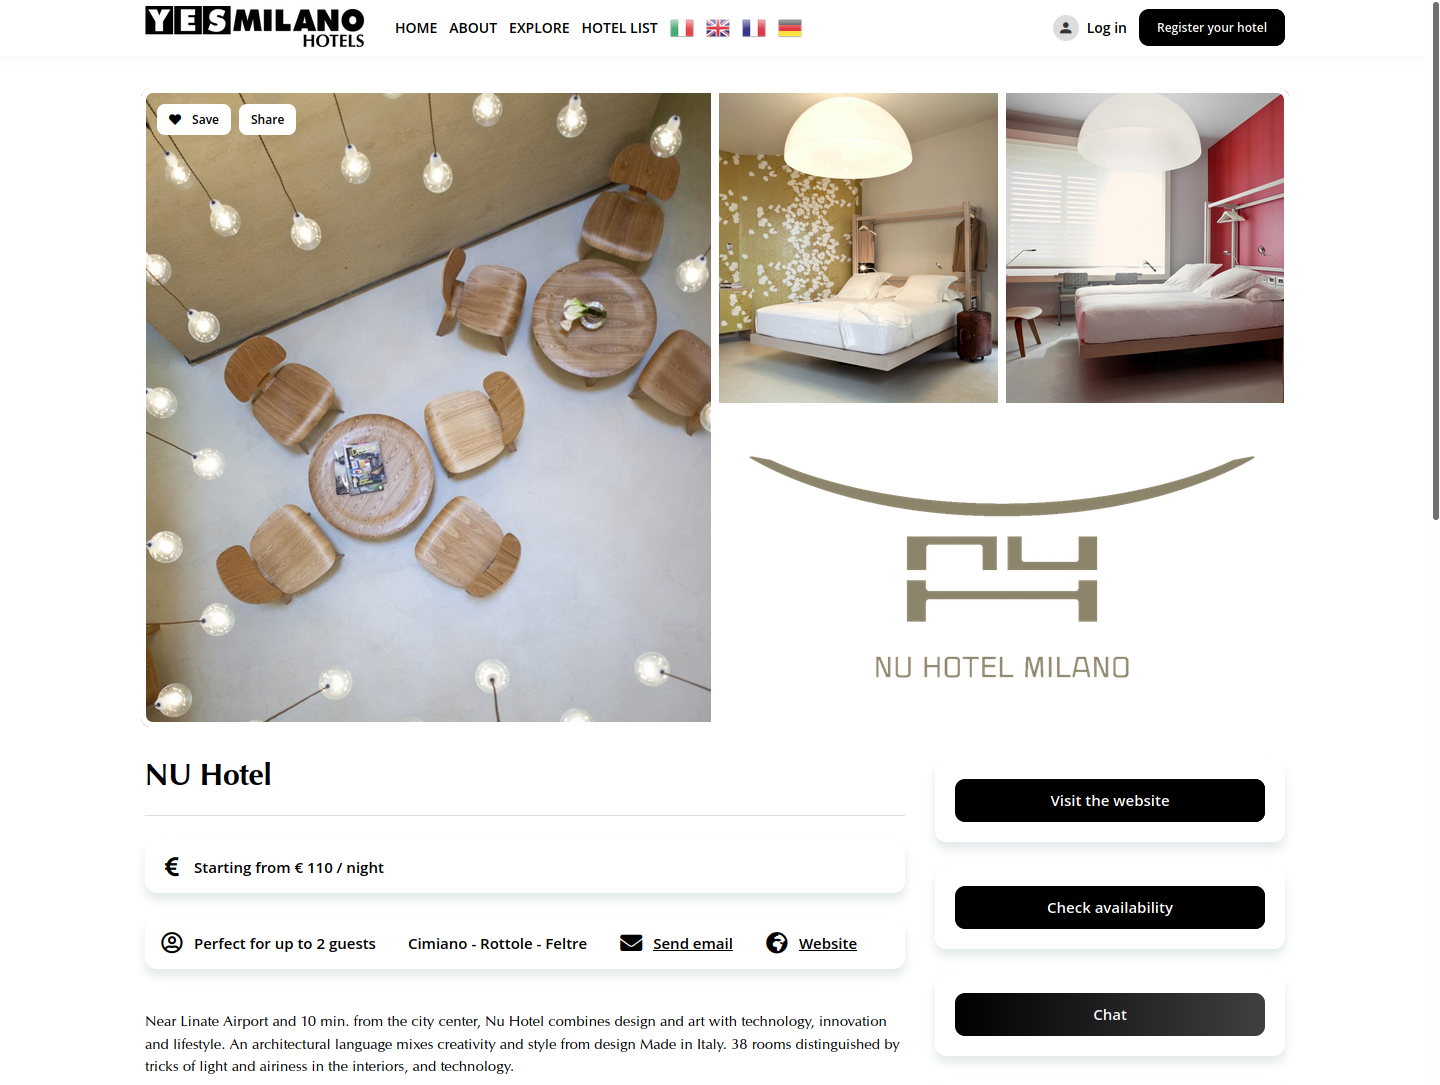 YESMILANO
HOTELS
HOME ABOUT EXPLORE HOTEL LIST
Log in
Register your hotel
Save
Share
NU HOTEL MILANO
NU Hotel
Starting from € 110 / night
Perfect for up to 2 guests
Cimiano - Rottole - Feltre
Send email
Website
Near Linate Airport and 10 min. from the city center, Nu Hotel combines design and art with technology, innovation
and lifestyle. An architectural language mixes creativity and style from design Made in Italy. 38 rooms distinguished by
tricks of light and airiness in the interiors, and technology.
Visit the website
Check availability
Chat